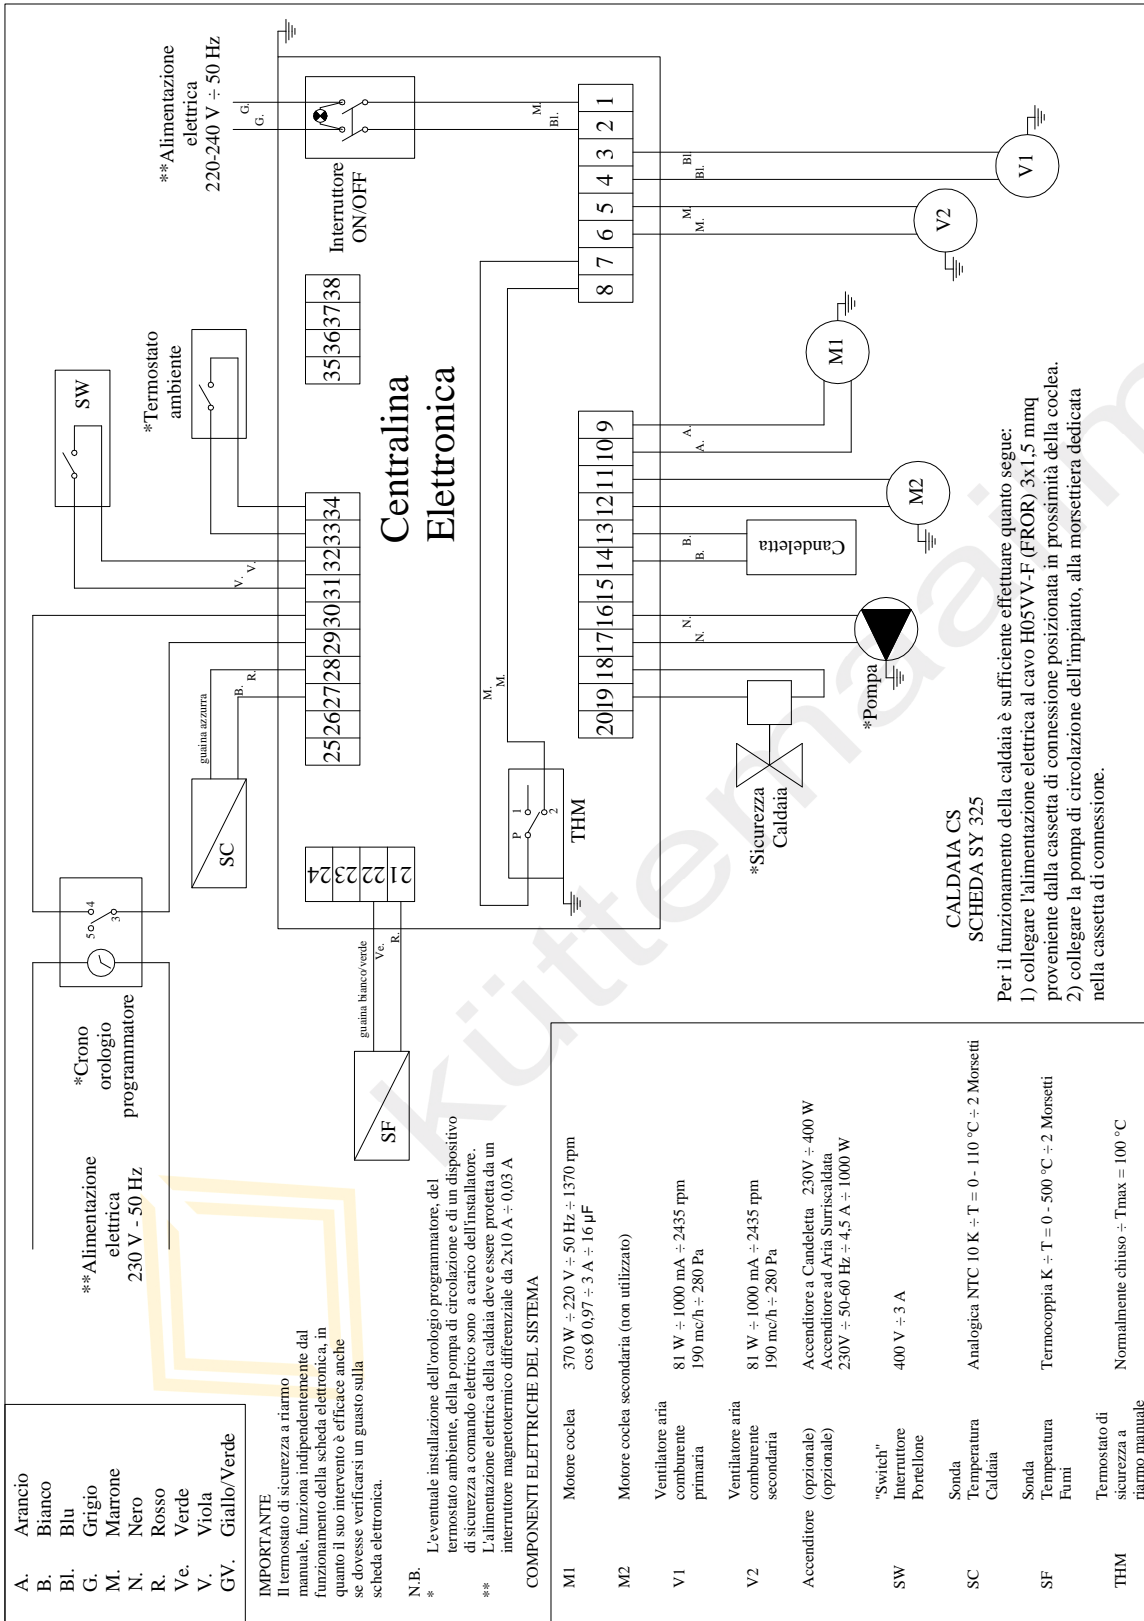 A. Arancio
B. Bianco
Bl. Blu
G. Grigio
M. Marrone
N. Nero
R. Rosso
Ve. Verde
V. Viola
GV. Giallo/Verde
IMPORTANTE
Il termostato di sicurezza a riarmo
manuale, funziona indipendentemente dal
funzionamento della scheda elettronica, in
quanto il suo intervento è efficace anche
se dovesse verificarsi un guasto sulla
scheda elettronica.
N.B.
* L'eventuale installazione dell'orologio programmatore, del
termostato ambiente, della pompa di circolazione e di un dispositivo
di sicurezza a comando elettrico sono a carico dell'installatore.
** L'alimentazione elettrica della caldaia deve essere protetta da un
interruttore magnetotermico differenziale da 2x10 A ÷ 0,03 A
COMPONENTI ELETTRICHE DEL SISTEMA
M1 Motore coclea 370 W ÷ 220 V ÷ 50 Hz ÷ 1370 rpm
cos Ø 0,97 ÷ 3 A ÷ 16 µF
M2 Motore coclea secondaria (non utilizzato)
V1 Ventilatore aria
comburente
primaria
81 W ÷ 1000 mA ÷ 2435 rpm
190 mc/h ÷ 280 Pa
V2 Ventilatore aria
comburente
secondaria
81 W ÷ 1000 mA ÷ 2435 rpm
190 mc/h ÷ 280 Pa
Accenditore (opzionale) Accenditore a Candeletta 230V ÷ 400 W
(opzionale) Accenditore ad Aria Surriscaldata
230V ÷ 50-60 Hz ÷ 4,5 A ÷ 1000 W
SW "Switch"
Interruttore
Portellone
400 V ÷ 3 A
SC Sonda
Temperatura
Caldaia
Analogica NTC 10 K ÷ T = 0 - 110 °C ÷ 2 Morsetti
SF Sonda
Temperatura
Fumi
Termocoppia K ÷ T = 0 - 500 °C ÷ 2 Morsetti
THM Termostato di
sicurezza a
riarmo manuale
Normalmente chiuso ÷ Tmax = 100 °C
**Alimentazione
elettrica
230 V - 50 Hz
*Crono
orologio
programmatore
5 4
3
SC
guaina azzurra
B. R.
SF
guaina bianco/verde
Ve.
R.
SW
V. V.
*Termostato
ambiente
**Alimentazione
elettrica
220-240 V ÷ 50 Hz
G.
G.
Interruttore
ON/OFF
M.
Bl.
21 22 23 24
25 26 27 28 29 30 31 32 33 34
35 36 37 38
Centralina
Elettronica
M.
M.
P 1
2
THM
20 19 18 17 16 15 14 13 12 11 10 9
8 7 6 5 4 3 2 1
*Sicurezza
Caldaia
*Pompa
N.
N.
Candeletta
B.
B.
M2
M1
A.
A.
V2
M.
M.
V1
Bl.
Bl.
CALDAIA CS
SCHEDA SY 325
Per il funzionamento della caldaia è sufficiente effettuare quanto segue:
1) collegare l'alimentazione elettrica al cavo H05VV-F (FROR) 3x1,5 mmq
proveniente dalla cassetta di connessione posizionata in prossimità della coclea.
2) collegare la pompa di circolazione dell'impianto, alla morsettiera dedicata
nella cassetta di connessione.
küttemaailm